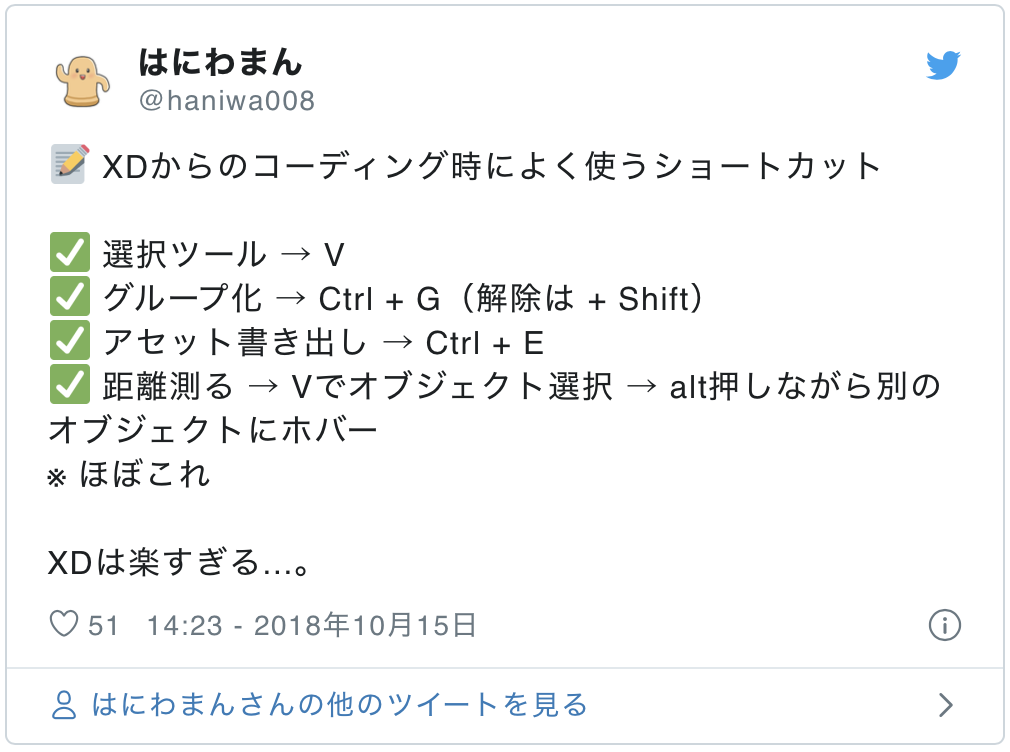 はにわまん
@haniwa008
📝 XDからのコーディング時によく使うショートカット
✅ 選択ツール → V
✅ グループ化 → Ctrl + G（解除は + Shift）
✅ アセット書き出し → Ctrl + E
✅ 距離測る → Vでオブジェクト選択 → alt押しながら別の
オブジェクトにホバー
※ ほぼこれ
XDは楽すぎる…。
51 14:23 - 2018年10月15日
はにわまんさんの他のツイートを見る